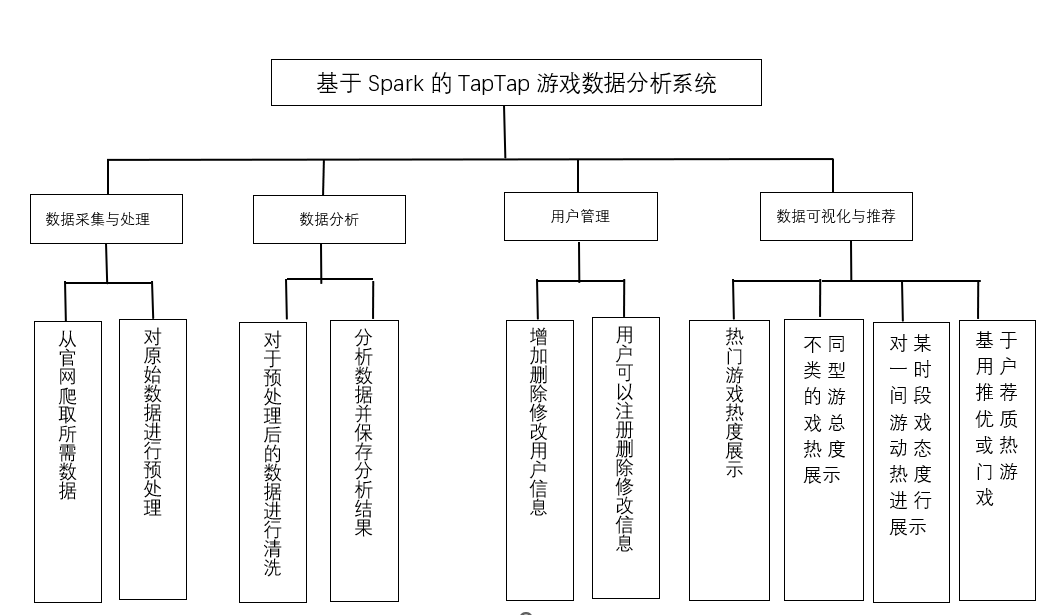 基于 Spark 的 TapTap 游戏数据分析系统
数据采集与处理
数据分析
用户管理
数据可视化与推荐
从官网爬取所需数据
对原始数据进行预处理
对于预处理后的数据进行清洗
分析数据并保存分析结果
增加删除修改用户信息
用户可以注册删除修改信息
热门游戏热度展示
不同
类型
的游
戏总
热度
展示
对某
一时
间段
游戏
动态
热度
进行
展示
基于
用户
推荐
优质
或热
门游
戏